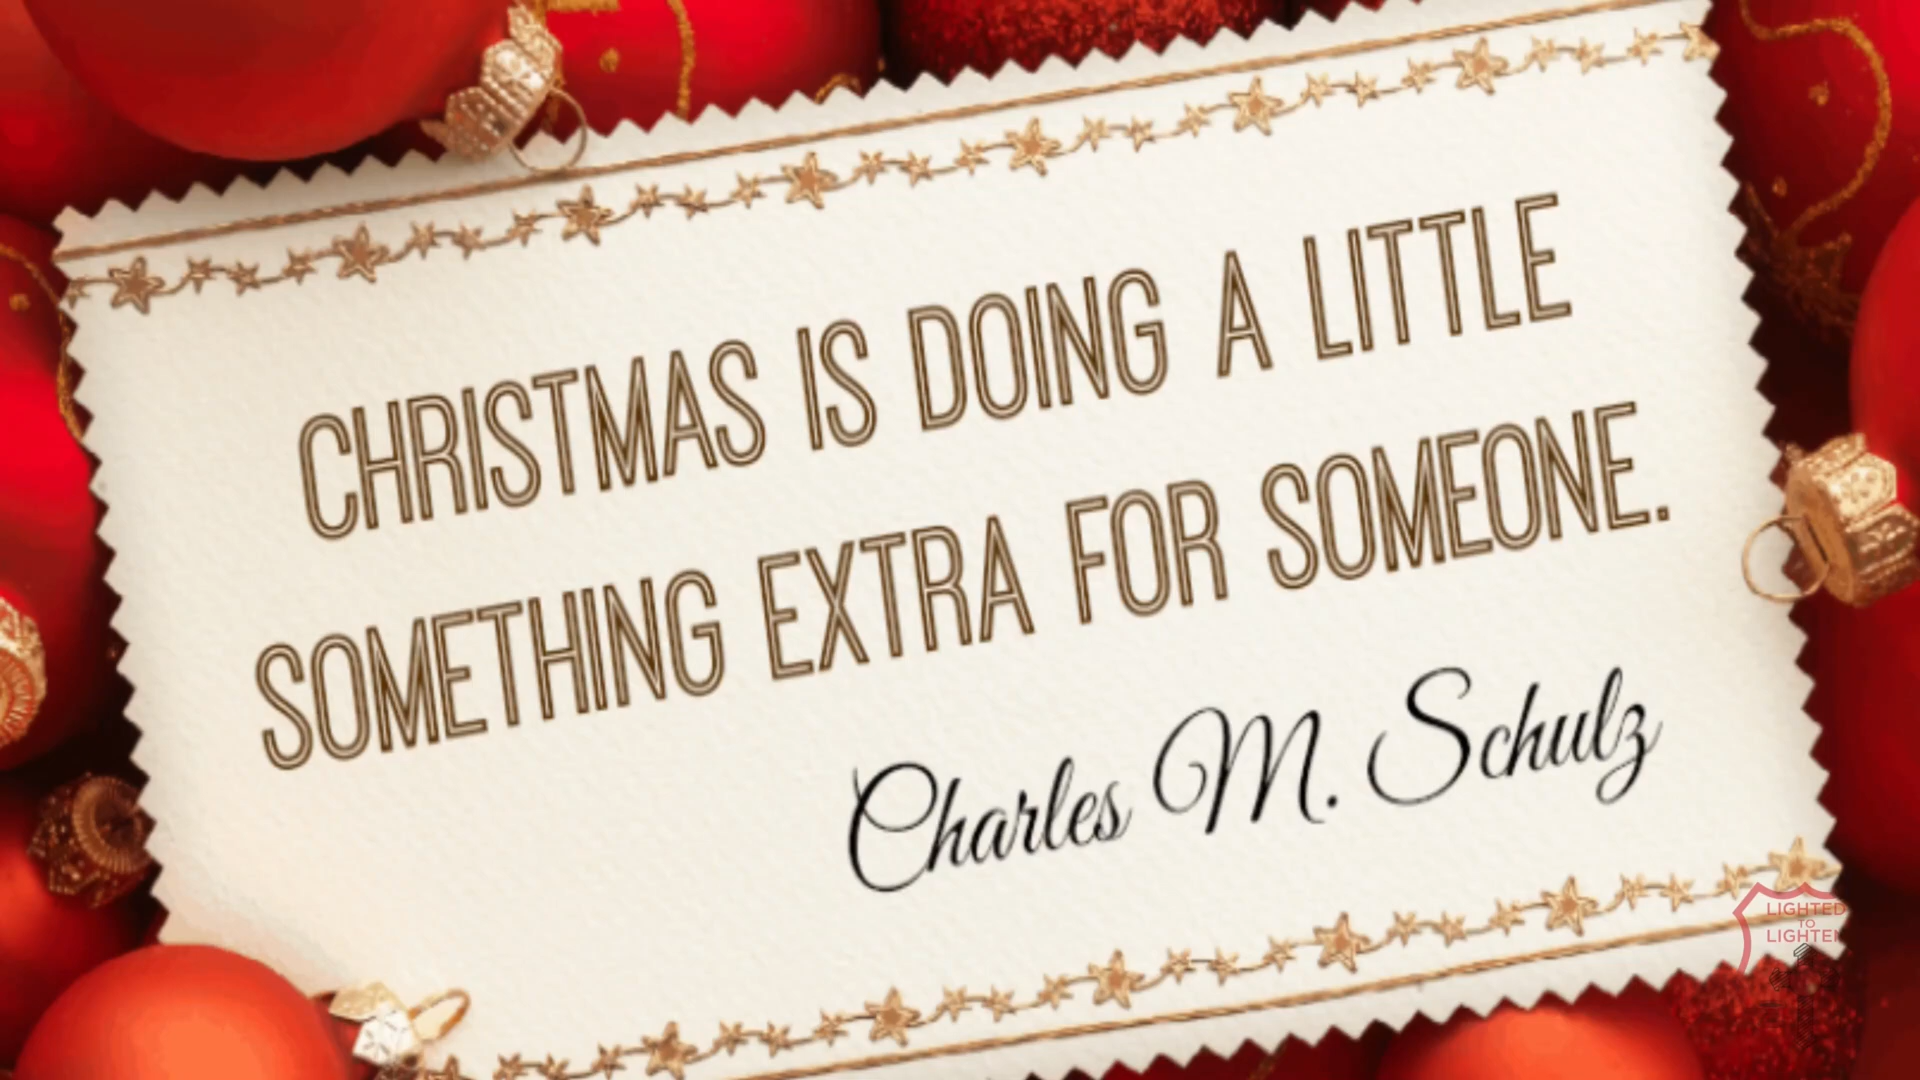 CHRISTMAS IS DOING A LITTLE
SOMETHING EXTRA FOR SOMEONE.
Charles M. Schulz
LIGHTED
TO
LIGHTEN